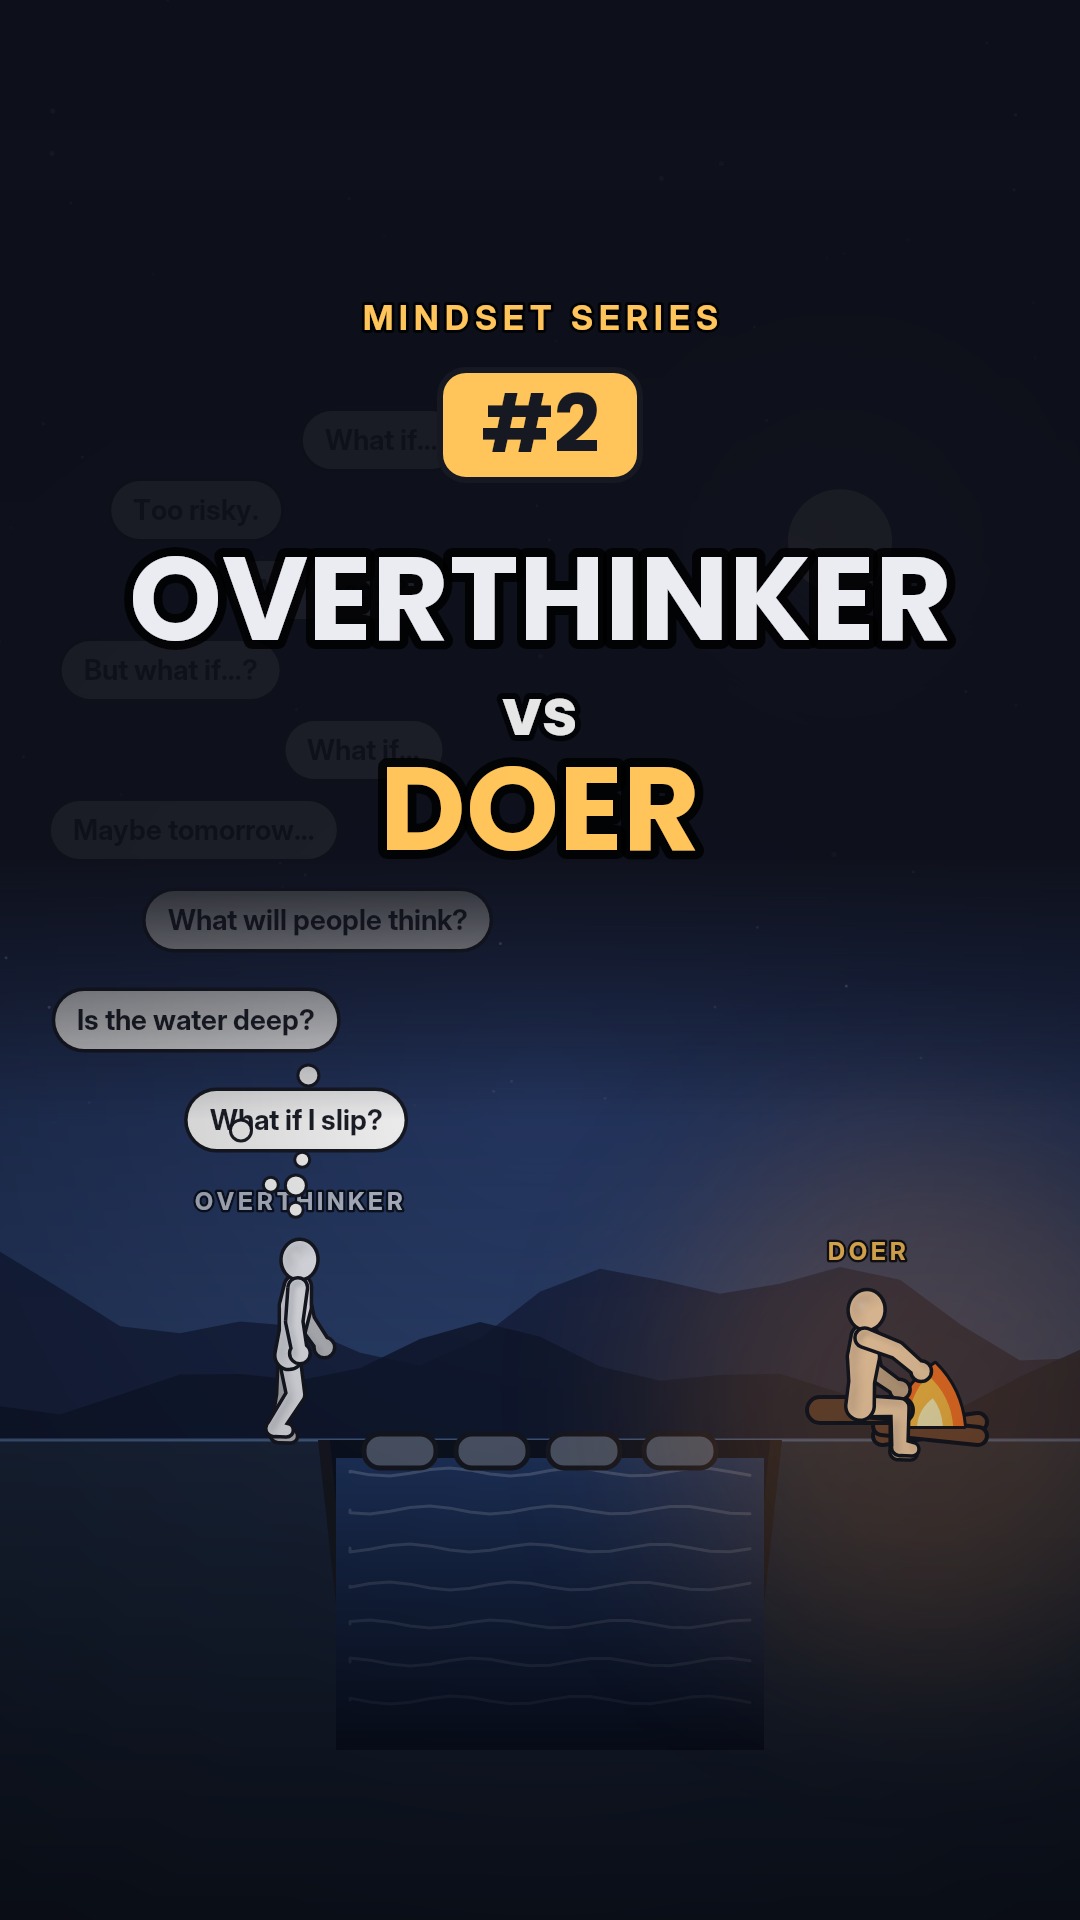 MINDSET SERIES
#2
What if...
Too risky.
OVERTHINKER
But what if...?
vs
What if...
DOER
Maybe tomorrow...
What will people think?
Is the water deep?
What if I slip?
OVERTHINKER
DOER